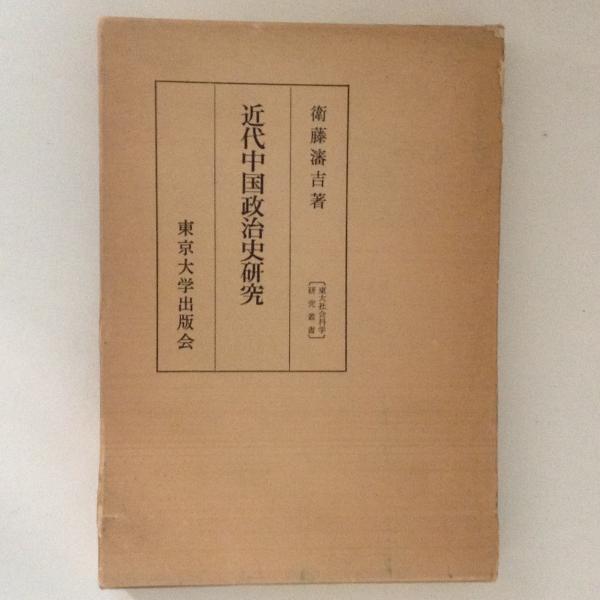 衛藤瀋吉著
〔東大社会科学
研究叢書〕
近代中国政治史研究
東京大学出版会